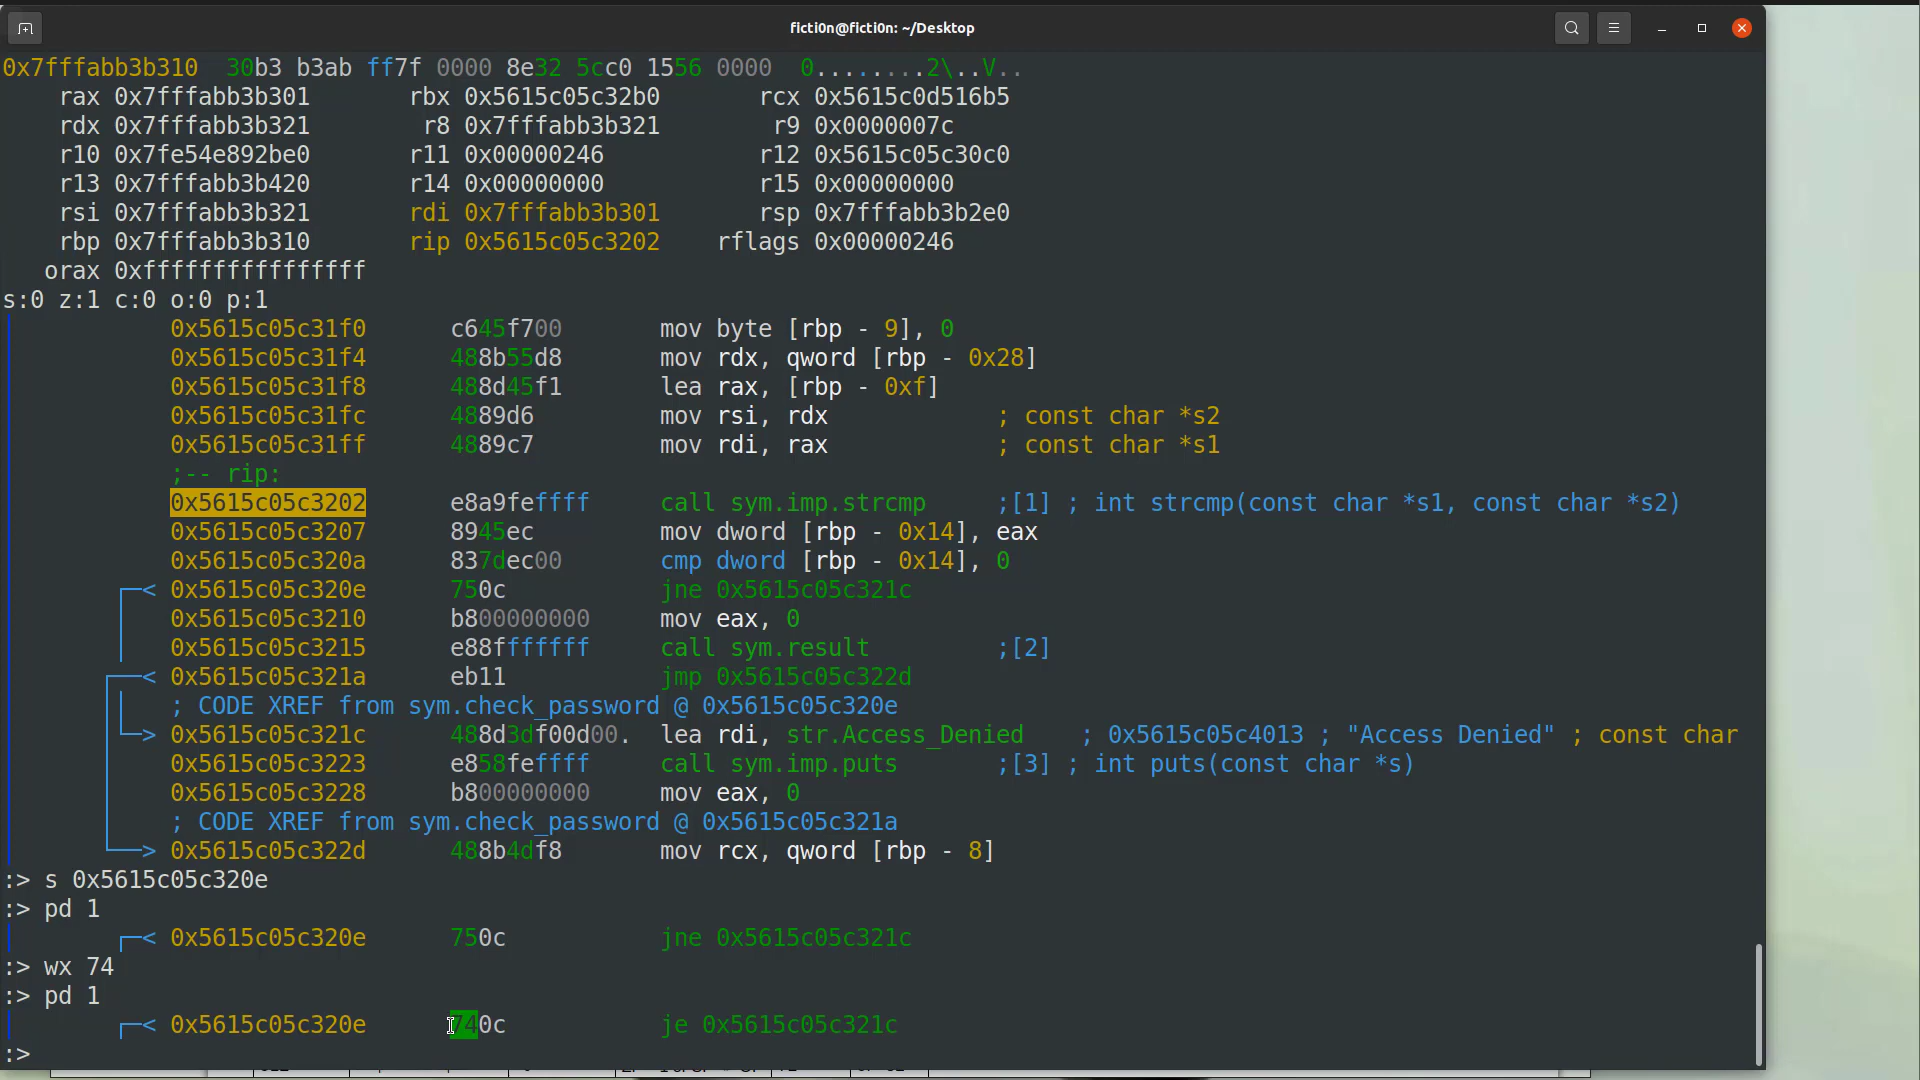 ficti0n@ficti0n: ~/Desktop
0x7fffabb3b310  30b3 b3ab ff7f 0000 8e32 5cc0 1556 0000  0........2\..V..
rax 0x7fffabb3b301 rbx 0x5615c05c32b0 rcx 0x5615c0d516b5
rdx 0x7fffabb3b321 r8 0x7fffabb3b321 r9 0x0000007c
r10 0x7fe54e892be0 r11 0x00000246 r12 0x5615c05c30c0
r13 0x7fffabb3b420 r14 0x00000000 r15 0x00000000
rsi 0x7fffabb3b321 rdi 0x7fffabb3b301 rsp 0x7fffabb3b2e0
rbp 0x7fffabb3b310 rip 0x5615c05c3202 rflags 0x00000246
orax 0xffffffffffffffff
s:0 z:1 c:0 o:0 p:1
0x5615c05c31f0 c645f700 mov byte [rbp - 9], 0
0x5615c05c31f4 488b55d8 mov rdx, qword [rbp - 0x28]
0x5615c05c31f8 488d45f1 lea rax, [rbp - 0xf]
0x5615c05c31fc 4889d6 mov rsi, rdx ; const char *s2
0x5615c05c31ff 4889c7 mov rdi, rax ; const char *s1
;-- rip:
0x5615c05c3202 e8a9feffff call sym.imp.strcmp ;[1] ; int strcmp(const char *s1, const char *s2)
0x5615c05c3207 8945ec mov dword [rbp - 0x14], eax
0x5615c05c320a 837dec00 cmp dword [rbp - 0x14], 0
0x5615c05c320e 750c jne 0x5615c05c321c
0x5615c05c3210 b800000000 mov eax, 0
0x5615c05c3215 e88fffffff call sym.result ;[2]
0x5615c05c321a eb11 jmp 0x5615c05c322d
; CODE XREF from sym.check_password @ 0x5615c05c320e
0x5615c05c321c 488d3df00d00. lea rdi, str.Access_Denied ; 0x5615c05c4013 ; "Access Denied" ; const char
0x5615c05c3223 e858feffff call sym.imp.puts ;[3] ; int puts(const char *s)
0x5615c05c3228 b800000000 mov eax, 0
; CODE XREF from sym.check_password @ 0x5615c05c321a
0x5615c05c322d 488b4df8 mov rcx, qword [rbp - 8]
:> s 0x5615c05c320e
:> pd 1
0x5615c05c320e 750c jne 0x5615c05c321c
:> wx 74
:> pd 1
0x5615c05c320e 740c je 0x5615c05c321c
:>